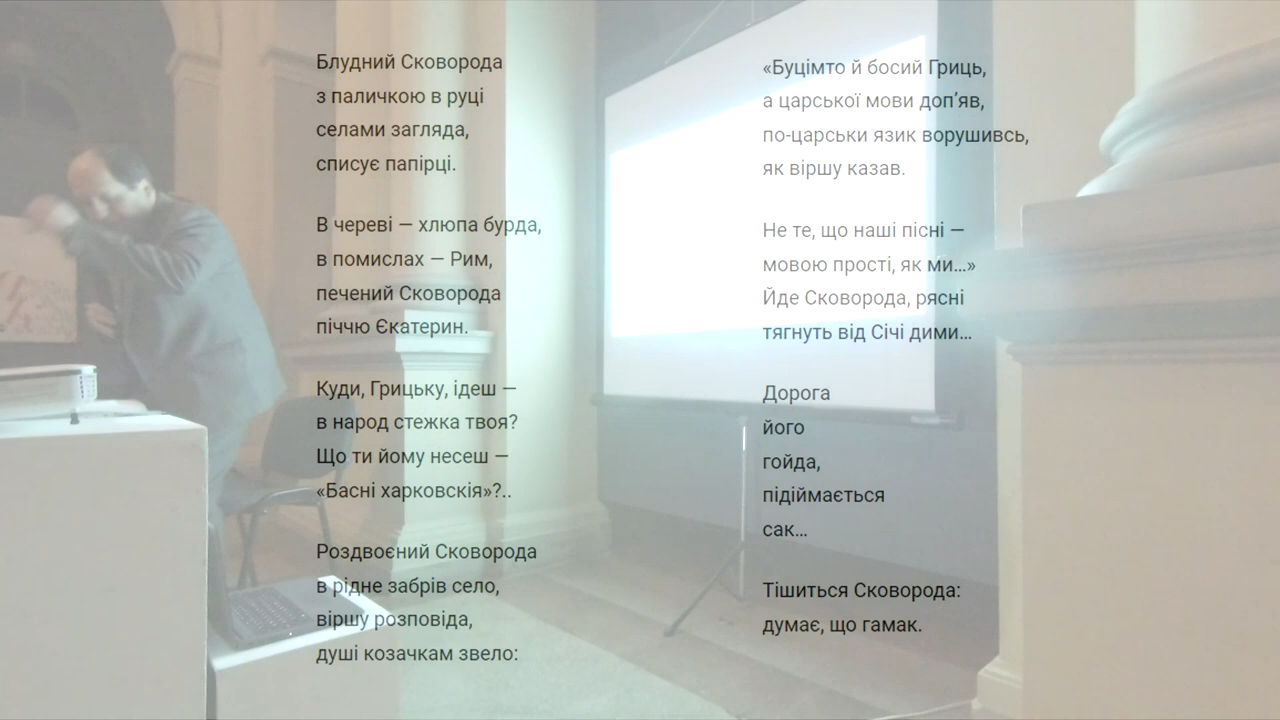 Блудний Сковорода
з паличкою в руці
селами загляда,
списує папірці.
В череві — хлюпа бурда,
в помислах — Рим,
печений Сковорода
піччю Єкатерин.
Куди, Грицьку, ідеш —
в народ стежка твоя?
Що ти йому несеш —
«Басні харковскія»?..
Роздвоєний Сковорода
в рідне забрів село,
віршу розповіда,
душі козачкам звело:
«Буцімто й босий Гриць,
а царської мови доп’яв,
по-царськи язик ворушивсь,
як віршу казав.
Не те, що наші пісні —
мовою прості, як ми…»
Йде Сковорода, рясні
тягнуть від Січі дими…
Дорога
його
гойда,
підіймається
сак…
Тішиться Сковорода:
думає, що гамак.